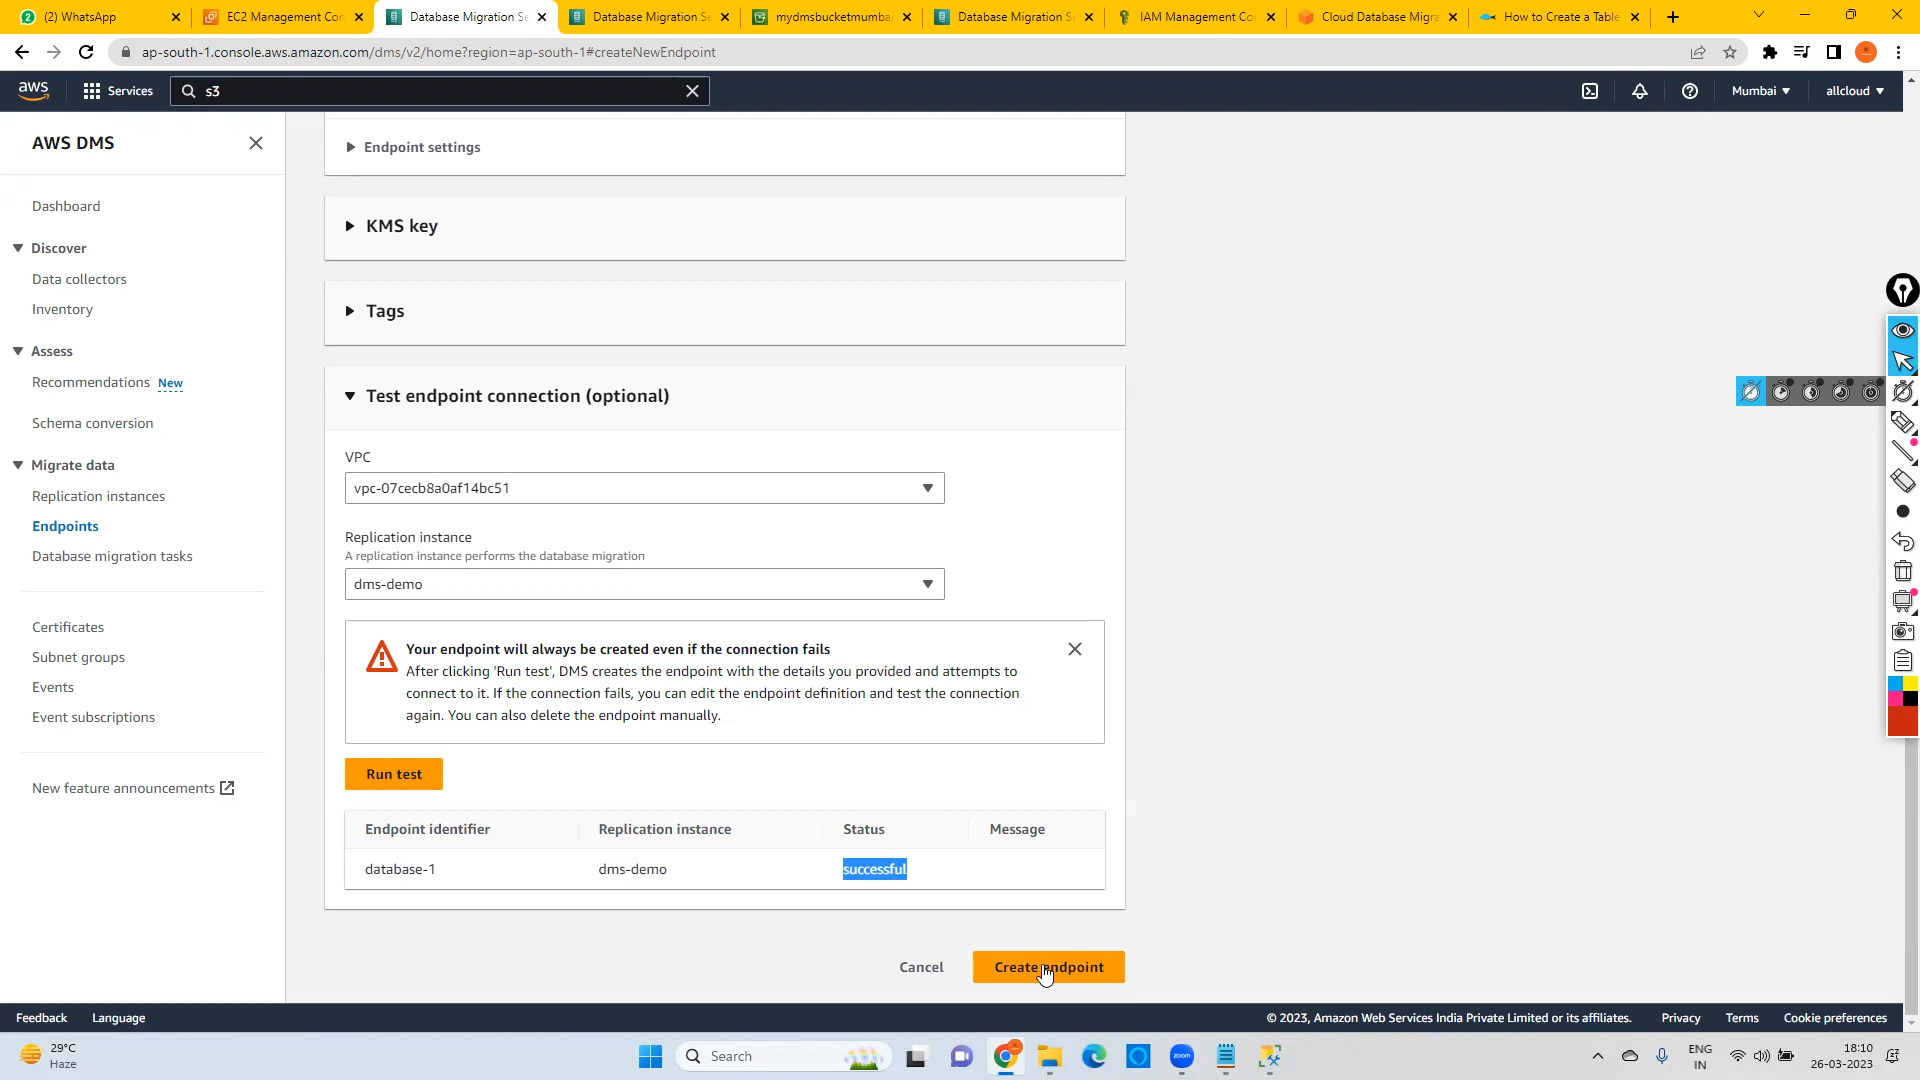 (2) WhatsApp
EC2 Management Con
Database Migration Se
Database Migration Se
mydmsbucketmumbai
Database Migration Se
IAM Management Con
Cloud Database Migra
How to Create a Table
ap-south-1.console.aws.amazon.com/dms/v2/home?region=ap-south-1#createNewEndpoint
aws
Services
s3
Mumbai
allcloud
AWS DMS
Dashboard
Discover
Data collectors
Inventory
Assess
Recommendations New
Schema conversion
Migrate data
Replication instances
Endpoints
Database migration tasks
Certificates
Subnet groups
Events
Event subscriptions
New feature announcements
Endpoint settings
KMS key
Tags
Test endpoint connection (optional)
VPC
vpc-07cecb8a0af14bc51
Replication instance
A replication instance performs the database migration
dms-demo
Your endpoint will always be created even if the connection fails
After clicking 'Run test', DMS creates the endpoint with the details you provided and attempts to
connect to it. If the connection fails, you can edit the endpoint definition and test the connection
again. You can also delete the endpoint manually.
Run test
Endpoint identifier Replication instance Status Message
database-1 dms-demo successful
Cancel Create endpoint
Feedback Language
© 2023, Amazon Web Services India Private Limited or its affiliates. Privacy Terms Cookie preferences
29°C
Haze
Search
zoom
ENG
IN
18:10
26-03-2023